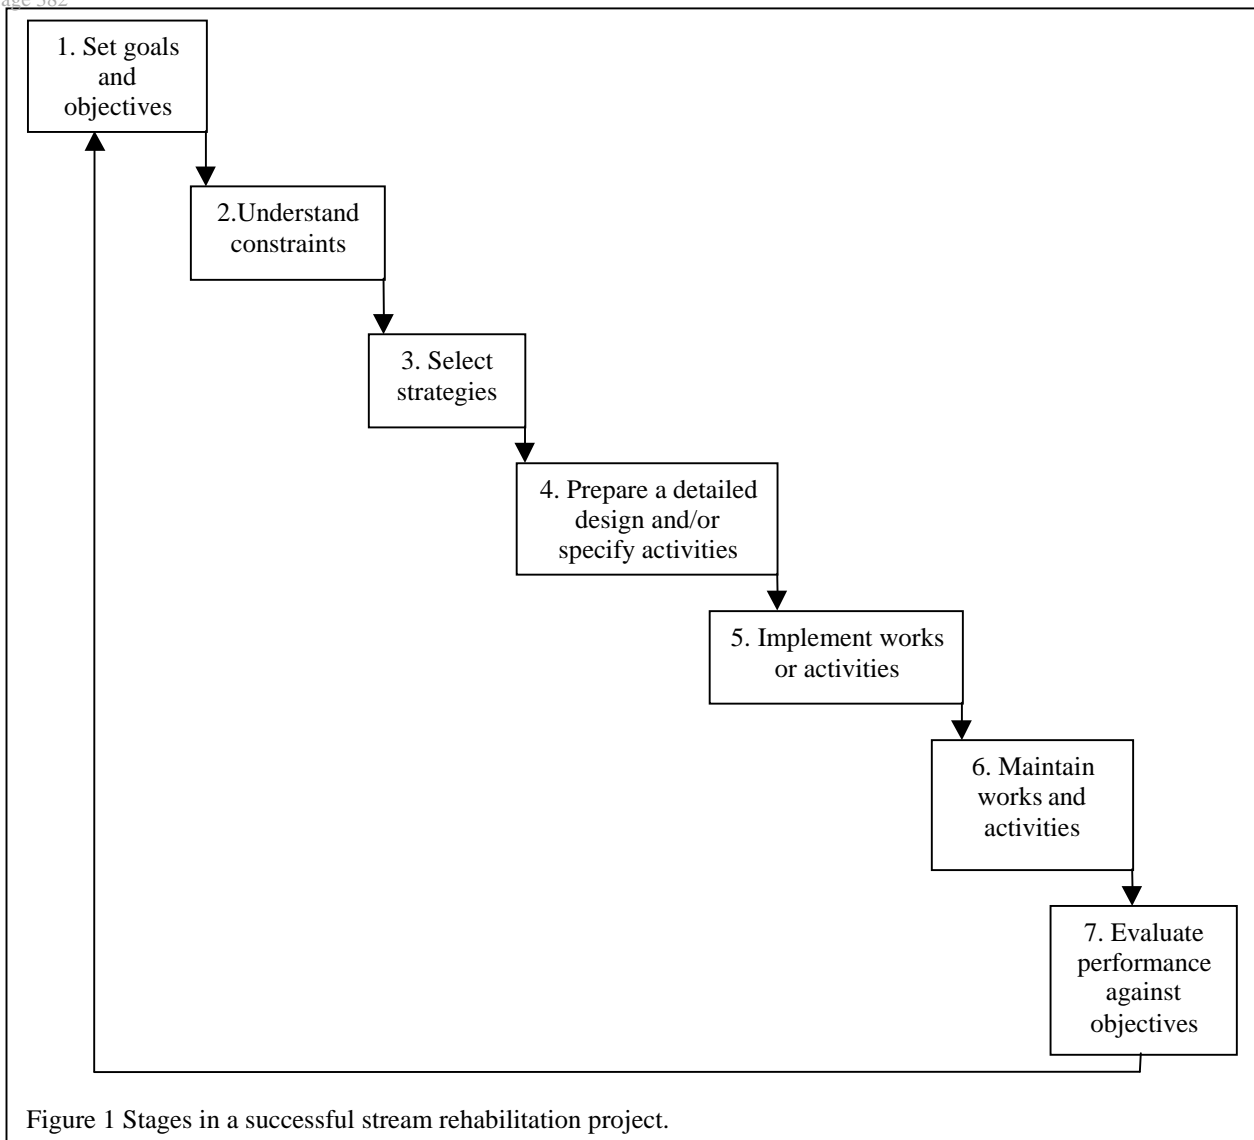 age 382
1. Set goals
and
objectives
2.Understand
constraints
3. Select
strategies
4. Prepare a detailed
design and/or
specify activities
5. Implement works
or activities
6. Maintain
works and
activities
7. Evaluate
performance
against
objectives
Figure 1 Stages in a successful stream rehabilitation project.